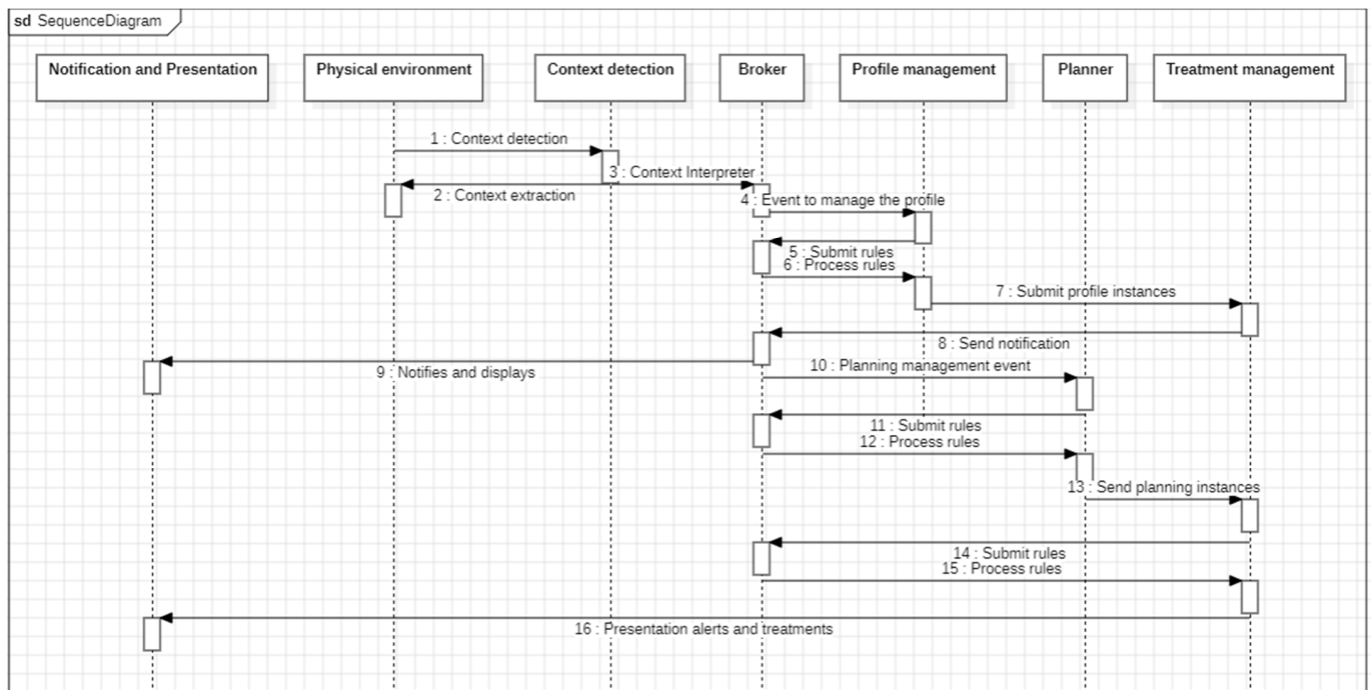 sd SequenceDiagram
Notification and Presentation
Physical environment
Context detection
Broker
Profile management
Planner
Treatment management
1 : Context detection
3 : Context Interpreter
2 : Context extraction
4 : Event to manage the profile
5 : Submit rules
6 : Process rules
7 : Submit profile instances
8 : Send notification
9 : Notifies and displays
10 : Planning management event
11 : Submit rules
12 : Process rules
13 : Send planning instances
14 : Submit rules
15 : Process rules
16 : Presentation alerts and treatments